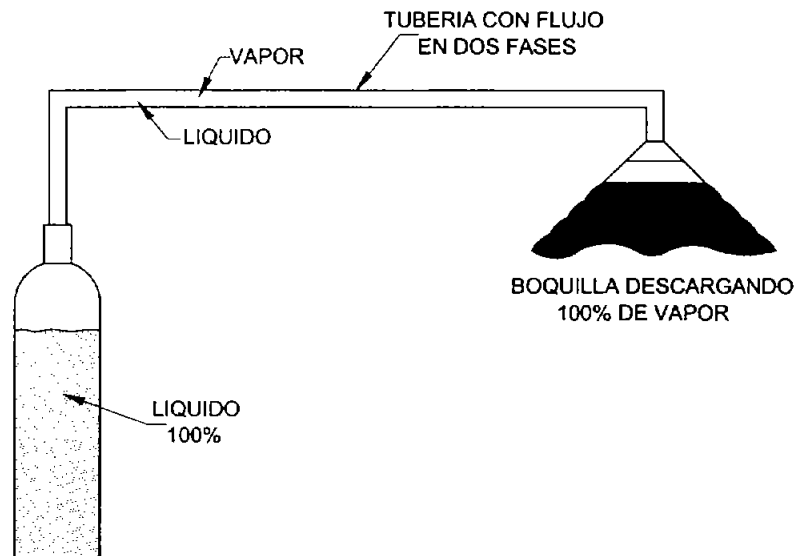 TUBERIA CON FLUJO
EN DOS FASES
VAPOR
LIQUIDO
BOQUILLA DESCARGANDO
100% DE VAPOR
LIQUIDO
100%